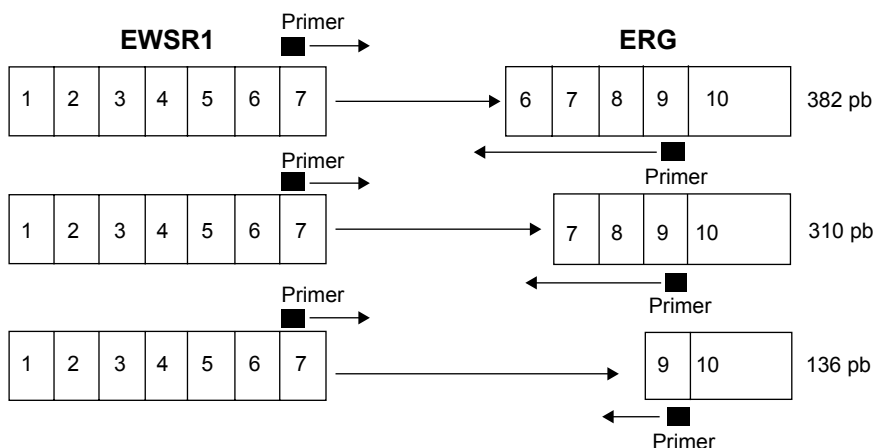 Primer
EWSR1 ERG
1 2 3 4 5 6 7 6 7 8 9 10 382 pb
Primer Primer
1 2 3 4 5 6 7 7 8 9 10 310 pb
Primer Primer
1 2 3 4 5 6 7 9 10 136 pb
Primer